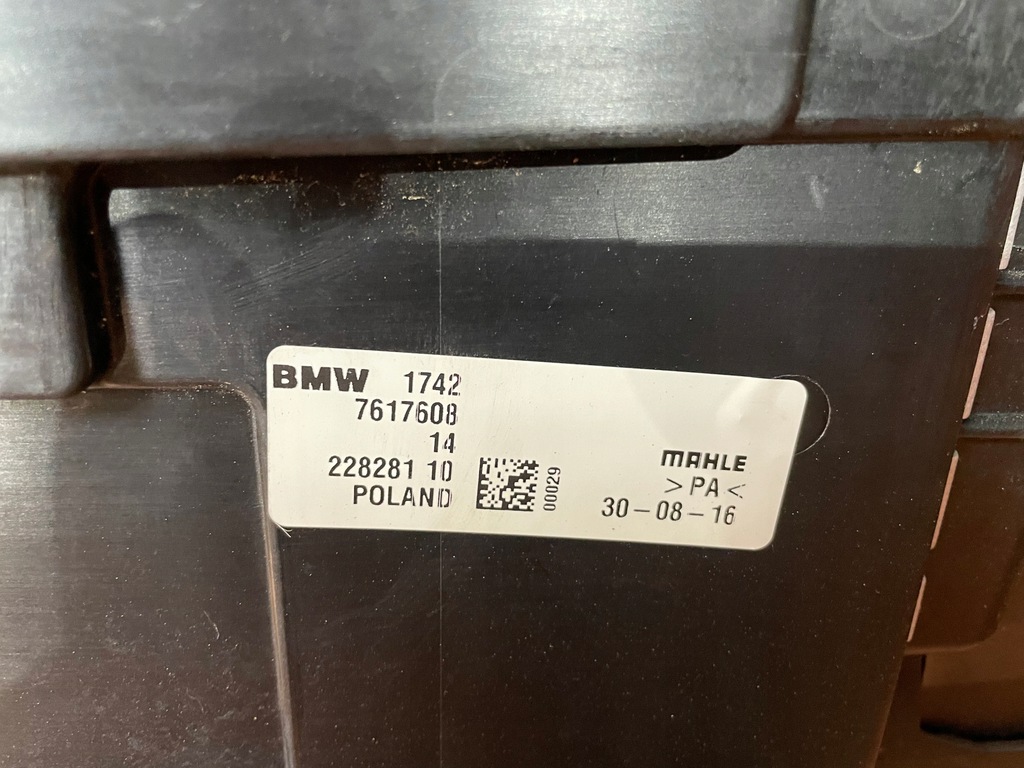 BMW 1742
7617608
14
228281 10
POLAND
00029
MAHLE
>PA<
30-08-16